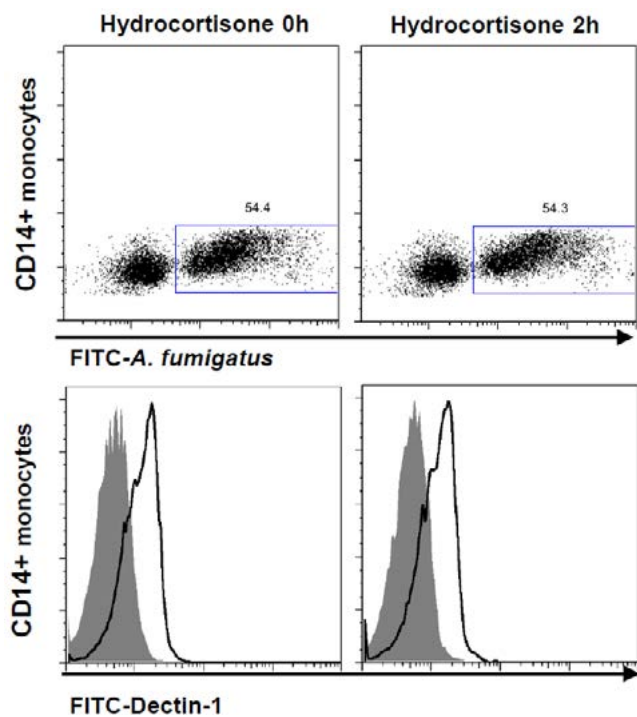 Hydrocortisone 0h
Hydrocortisone 2h
CD14+ monocytes
54.4
54.3
FITC-A. fumigatus
CD14+ monocytes
FITC-Dectin-1